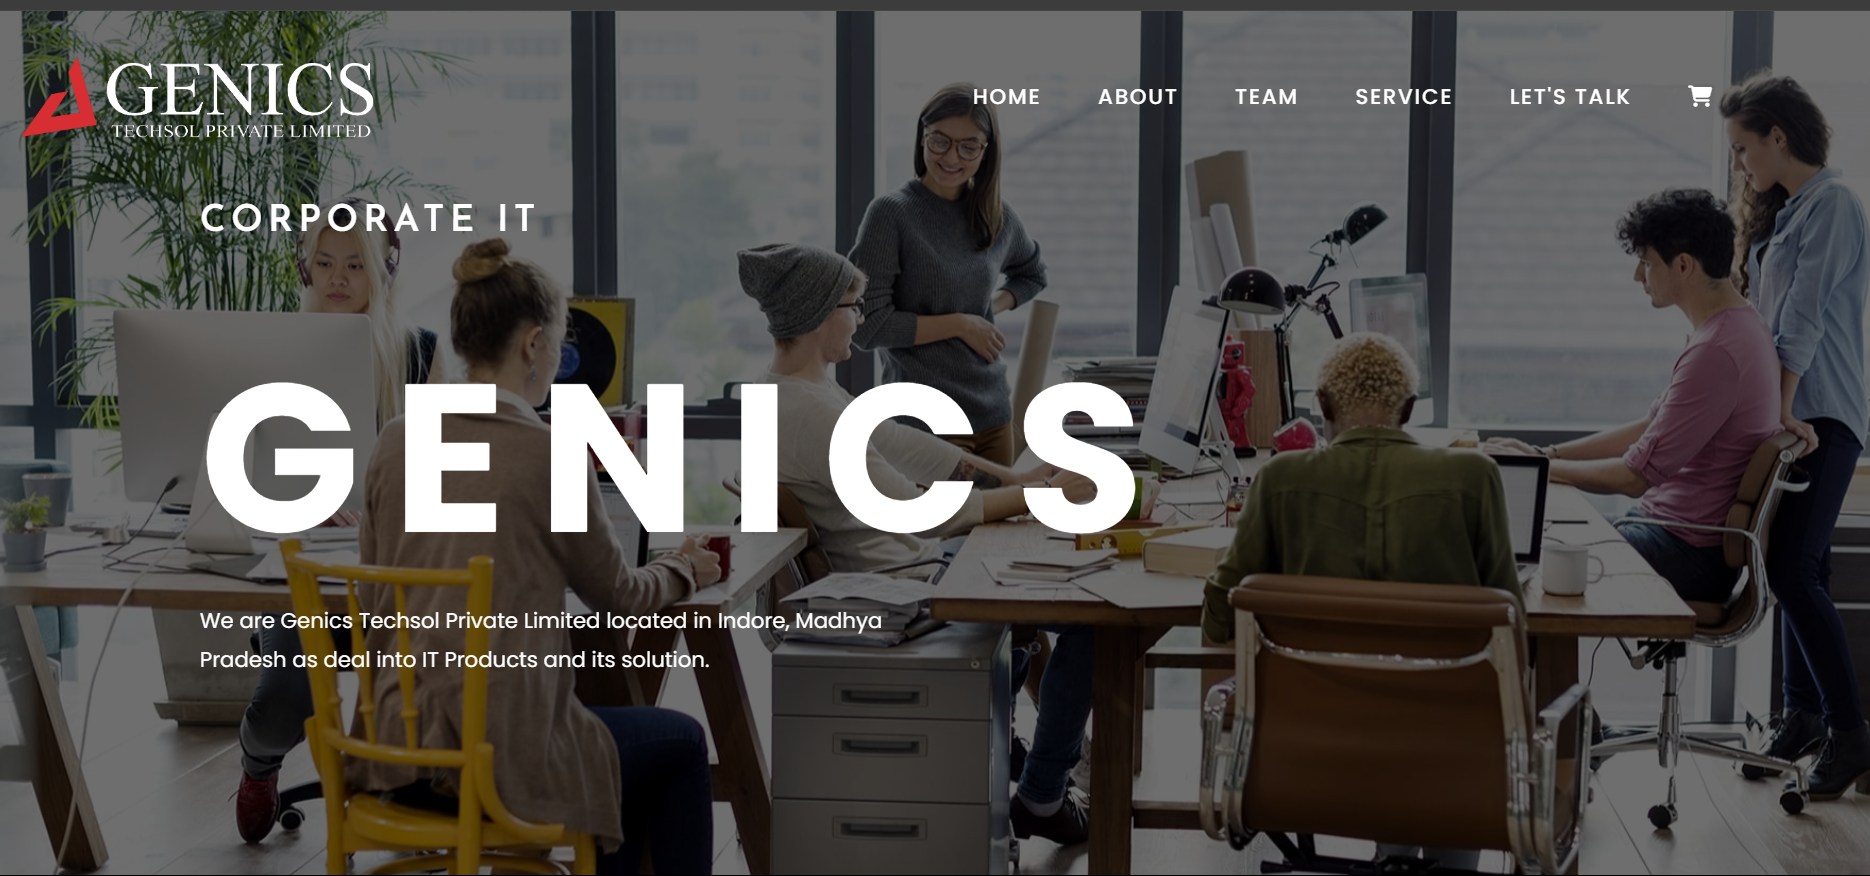 GENICS
TECHSOL PRIVATE LIMITED
HOME ABOUT TEAM SERVICE LET'S TALK
CORPORATE IT
GENICS
We are Genics Techsol Private Limited located in Indore, Madhya
Pradesh as deal into IT Products and its solution.